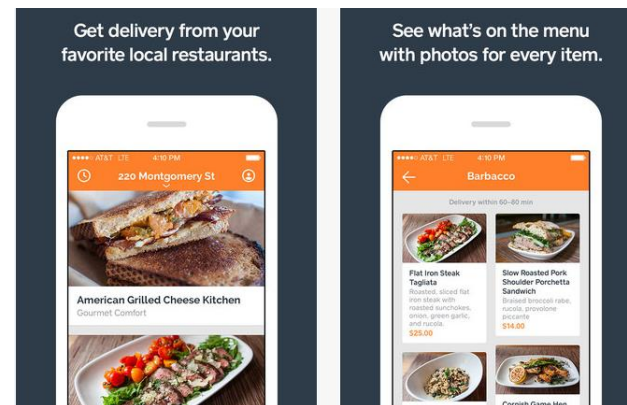 Get delivery from your
favorite local restaurants.
AT&T LTE 4:10 PM
220 Montgomery St
American Grilled Cheese Kitchen
Gourmet Comfort
See what's on the menu
with photos for every item.
AT&T LTE 4:10 PM
Barbacco
Delivery within 60-80 min
Flat Iron Steak
Tagliata
Roasted, sliced flat
iron steak with
roasted sunchokes,
onion, green garlic,
and rucola.
$25.00
Slow Roasted Pork
Shoulder Porchetta
Sandwich
Braised broccoli rabe,
rucola, provolone
piccante
$14.00
Cornish Game Hen